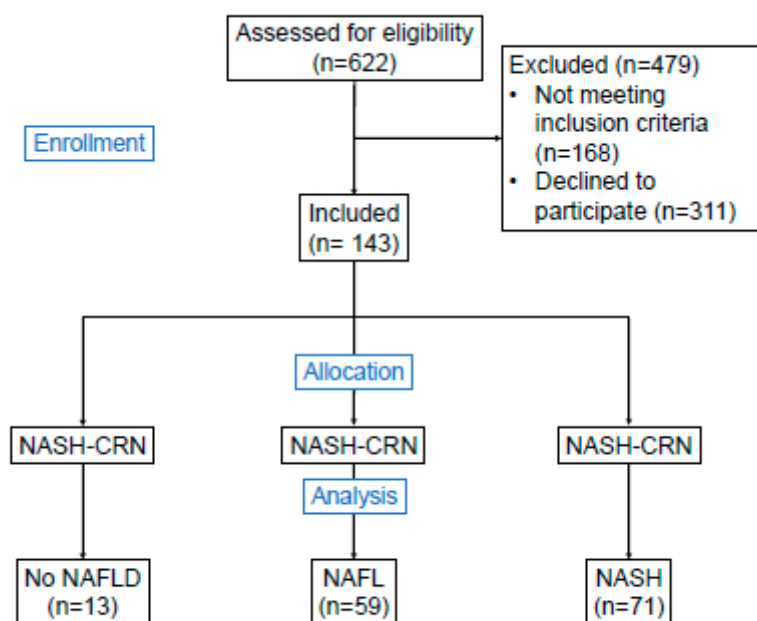 Assessed for eligibility
(n=622)
Excluded (n=479)
• Not meeting
inclusion criteria
(n=168)
• Declined to
participate (n=311)
Enrollment
Included
(n= 143)
Allocation
NASH-CRN
NASH-CRN
NASH-CRN
Analysis
No NAFLD
(n=13)
NAFL
(n=59)
NASH
(n=71)